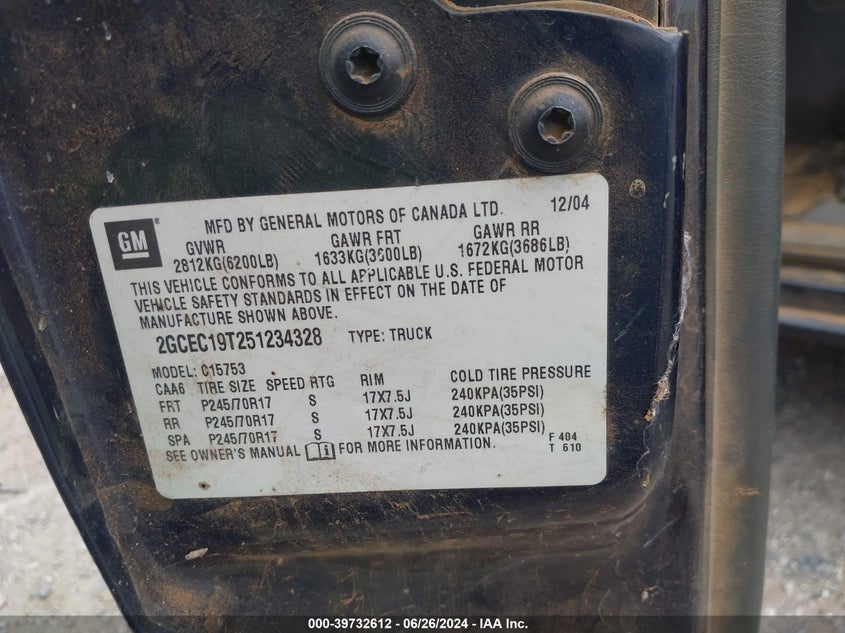 GM
MFD BY GENERAL MOTORS OF CANADA LTD. 12/04
GVWR GAWR FRT GAWR RR
2812KG(6200LB) 1633KG(3600LB) 1672KG(3686LB)
THIS VEHICLE CONFORMS TO ALL APPLICABLE U.S. FEDERAL MOTOR
VEHICLE SAFETY STANDARDS IN EFFECT ON THE DATE OF
MANUFACTURE SHOWN ABOVE.
2GCEC19T251234328 TYPE: TRUCK
MODEL: C15753
CAA6 TIRE SIZE SPEED RTG RIM COLD TIRE PRESSURE
FRT P245/70R17 S 17X7.5J 240KPA(35PSI)
RR P245/70R17 S 17X7.5J 240KPA(35PSI)
SPA P245/70R17 S 17X7.5J 240KPA(35PSI)
SEE OWNER'S MANUAL FOR MORE INFORMATION.
F 404
T 610
000-39732612 / 06/26/2024 - IAA Inc.